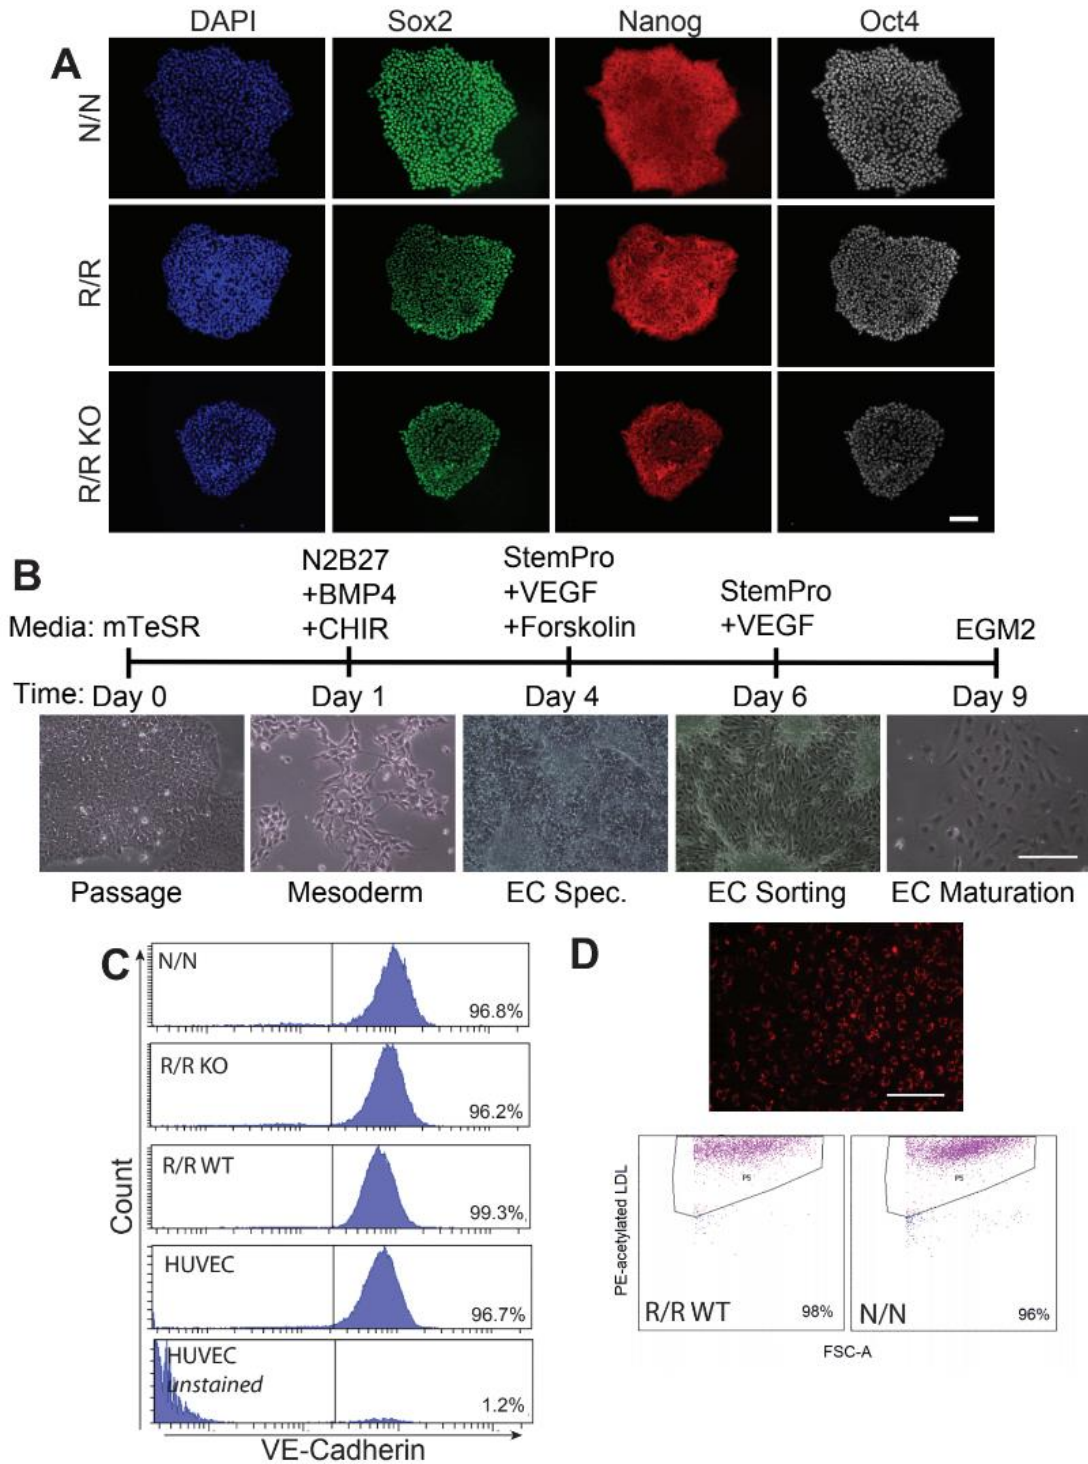 DAPI Sox2 Nanog Oct4
A
N/N
R/R
R/R KO
B
Media: mTeSR
N2B27
+BMP4
+CHIR
StemPro
+VEGF
+Forskolin
StemPro
+VEGF
EGM2
Time: Day 0 Day 1 Day 4 Day 6 Day 9
Passage Mesoderm EC Spec. EC Sorting EC Maturation
C
Count
N/N
96.8%
R/R KO
96.2%
R/R WT
99.3%
HUVEC
96.7%
HUVEC
unstained
1.2%
VE-Cadherin
D
PE-acetylated LDL
P5
R/R WT 98%
P5
N/N 96%
FSC-A